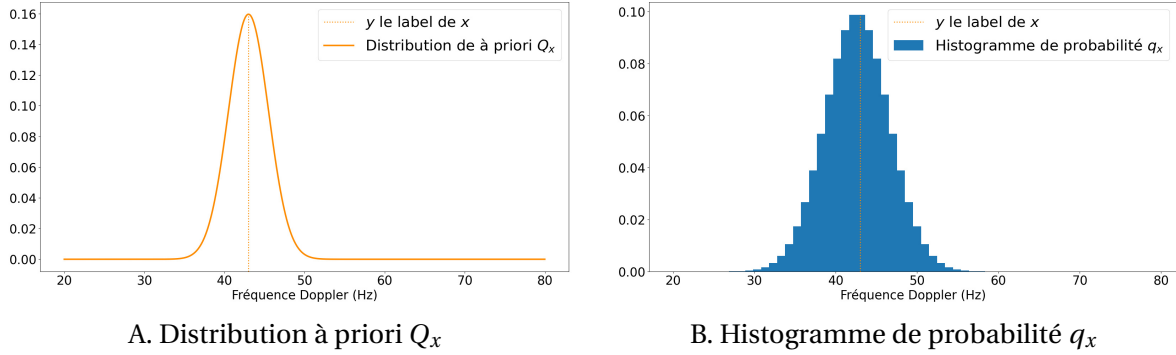 y le label de x
Distribution de à priori Qx
0.16
0.14
0.12
0.10
0.08
0.06
0.04
0.02
0.00
20 30 40 50 60 70 80
Fréquence Doppler (Hz)
A. Distribution à priori Qx
y le label de x
Histogramme de probabilité qx
0.10
0.08
0.06
0.04
0.02
0.00
20 30 40 50 60 70 80
Fréquence Doppler (Hz)
B. Histogramme de probabilité qx